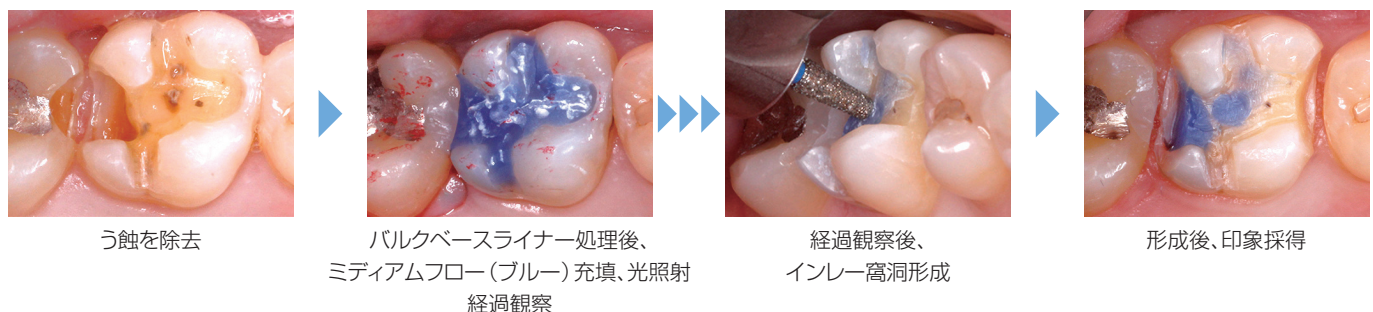 う蝕を除去
バルクベースライナー処理後、
ミディアムフロー(ブルー)充填、光照射
経過観察
経過観察後、
インレー窩洞形成
形成後、印象採得